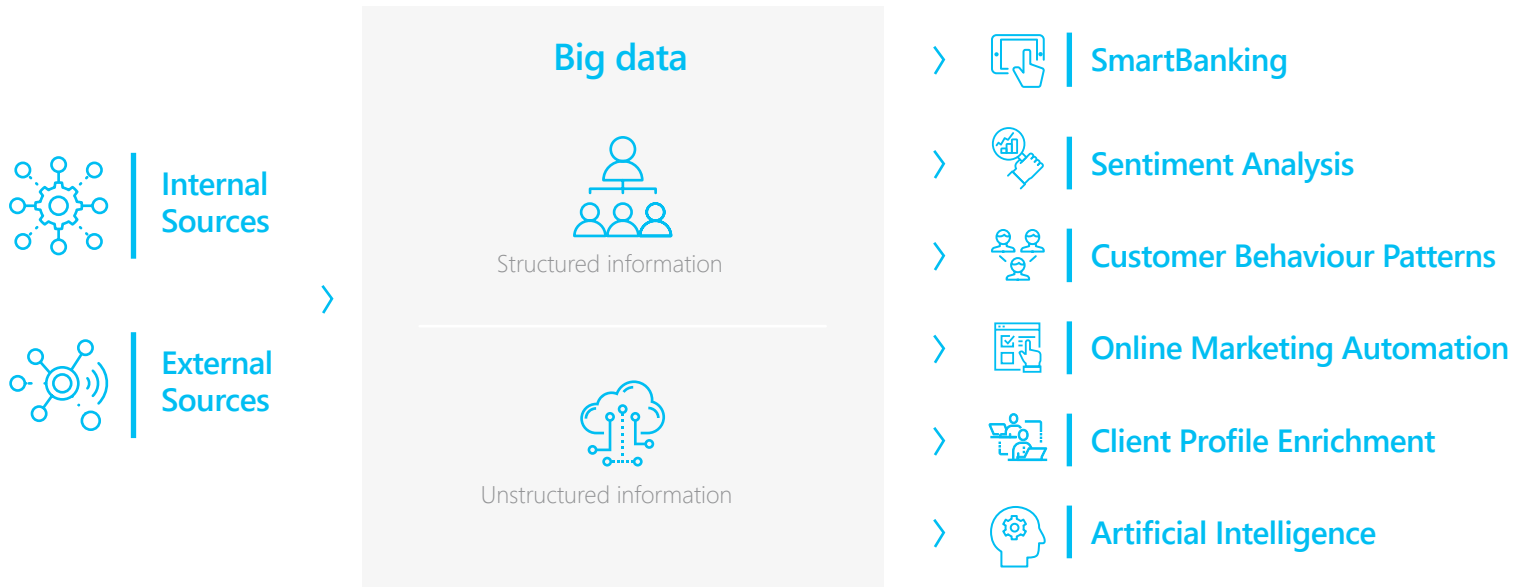 Internal
Sources
External
Sources
Big data
Structured information
Unstructured information
SmartBanking
Sentiment Analysis
Customer Behaviour Patterns
Online Marketing Automation
Client Profile Enrichment
Artificial Intelligence